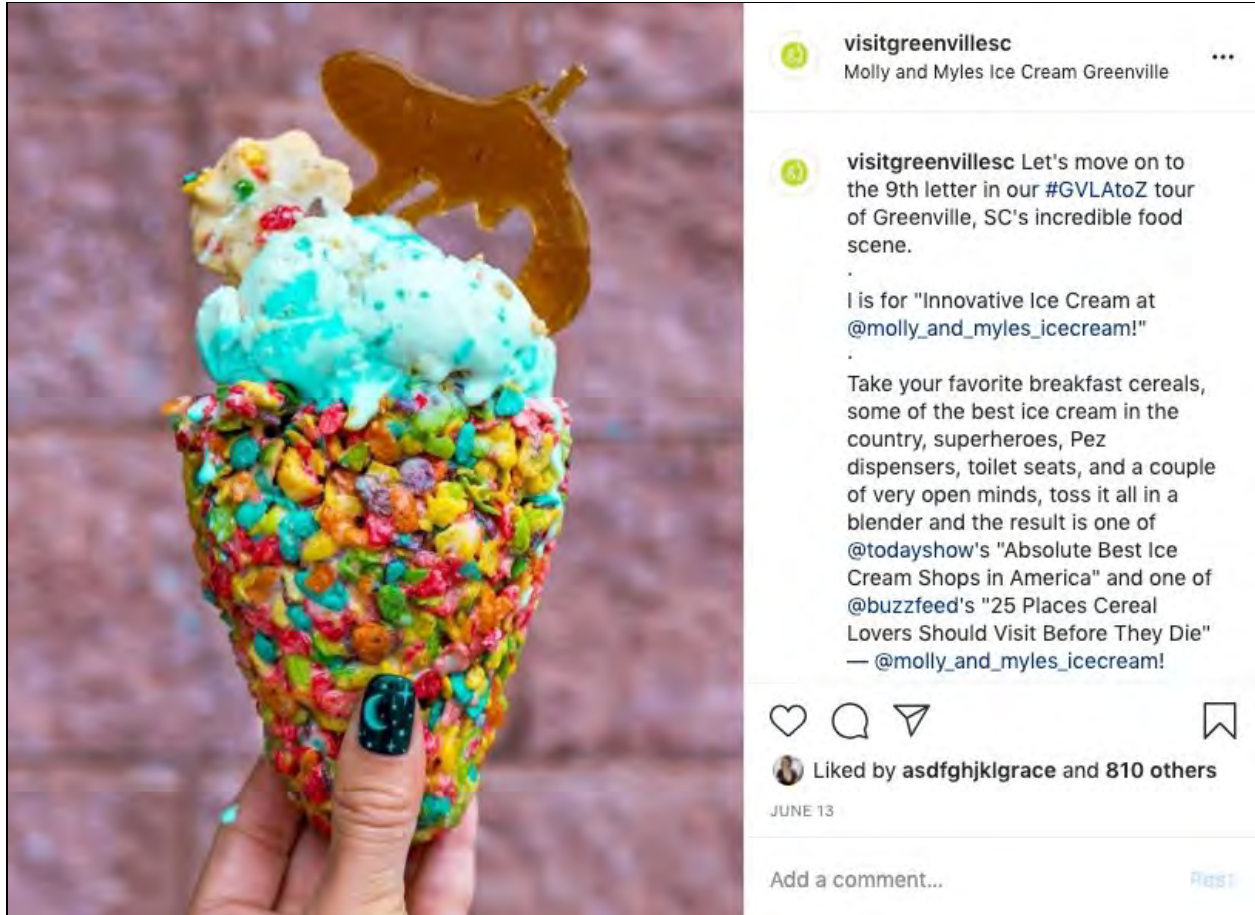 visitgreenvillesc
Molly and Myles Ice Cream Greenville
visitgreenvillesc Let's move on to
the 9th letter in our #GVLAtoZ tour
of Greenville, SC's incredible food
scene.
.
I is for "Innovative Ice Cream at
@molly_and_myles_icecream!"
.
Take your favorite breakfast cereals,
some of the best ice cream in the
country, superheroes, Pez
dispensers, toilet seats, and a couple
of very open minds, toss it all in a
blender and the result is one of
@todayshow's "Absolute Best Ice
Cream Shops in America" and one of
@buzzfeed's "25 Places Cereal
Lovers Should Visit Before They Die"
— @molly_and_myles_icecream!
Liked by asdfghjklgrace and 810 others
JUNE 13
Add a comment...
Post